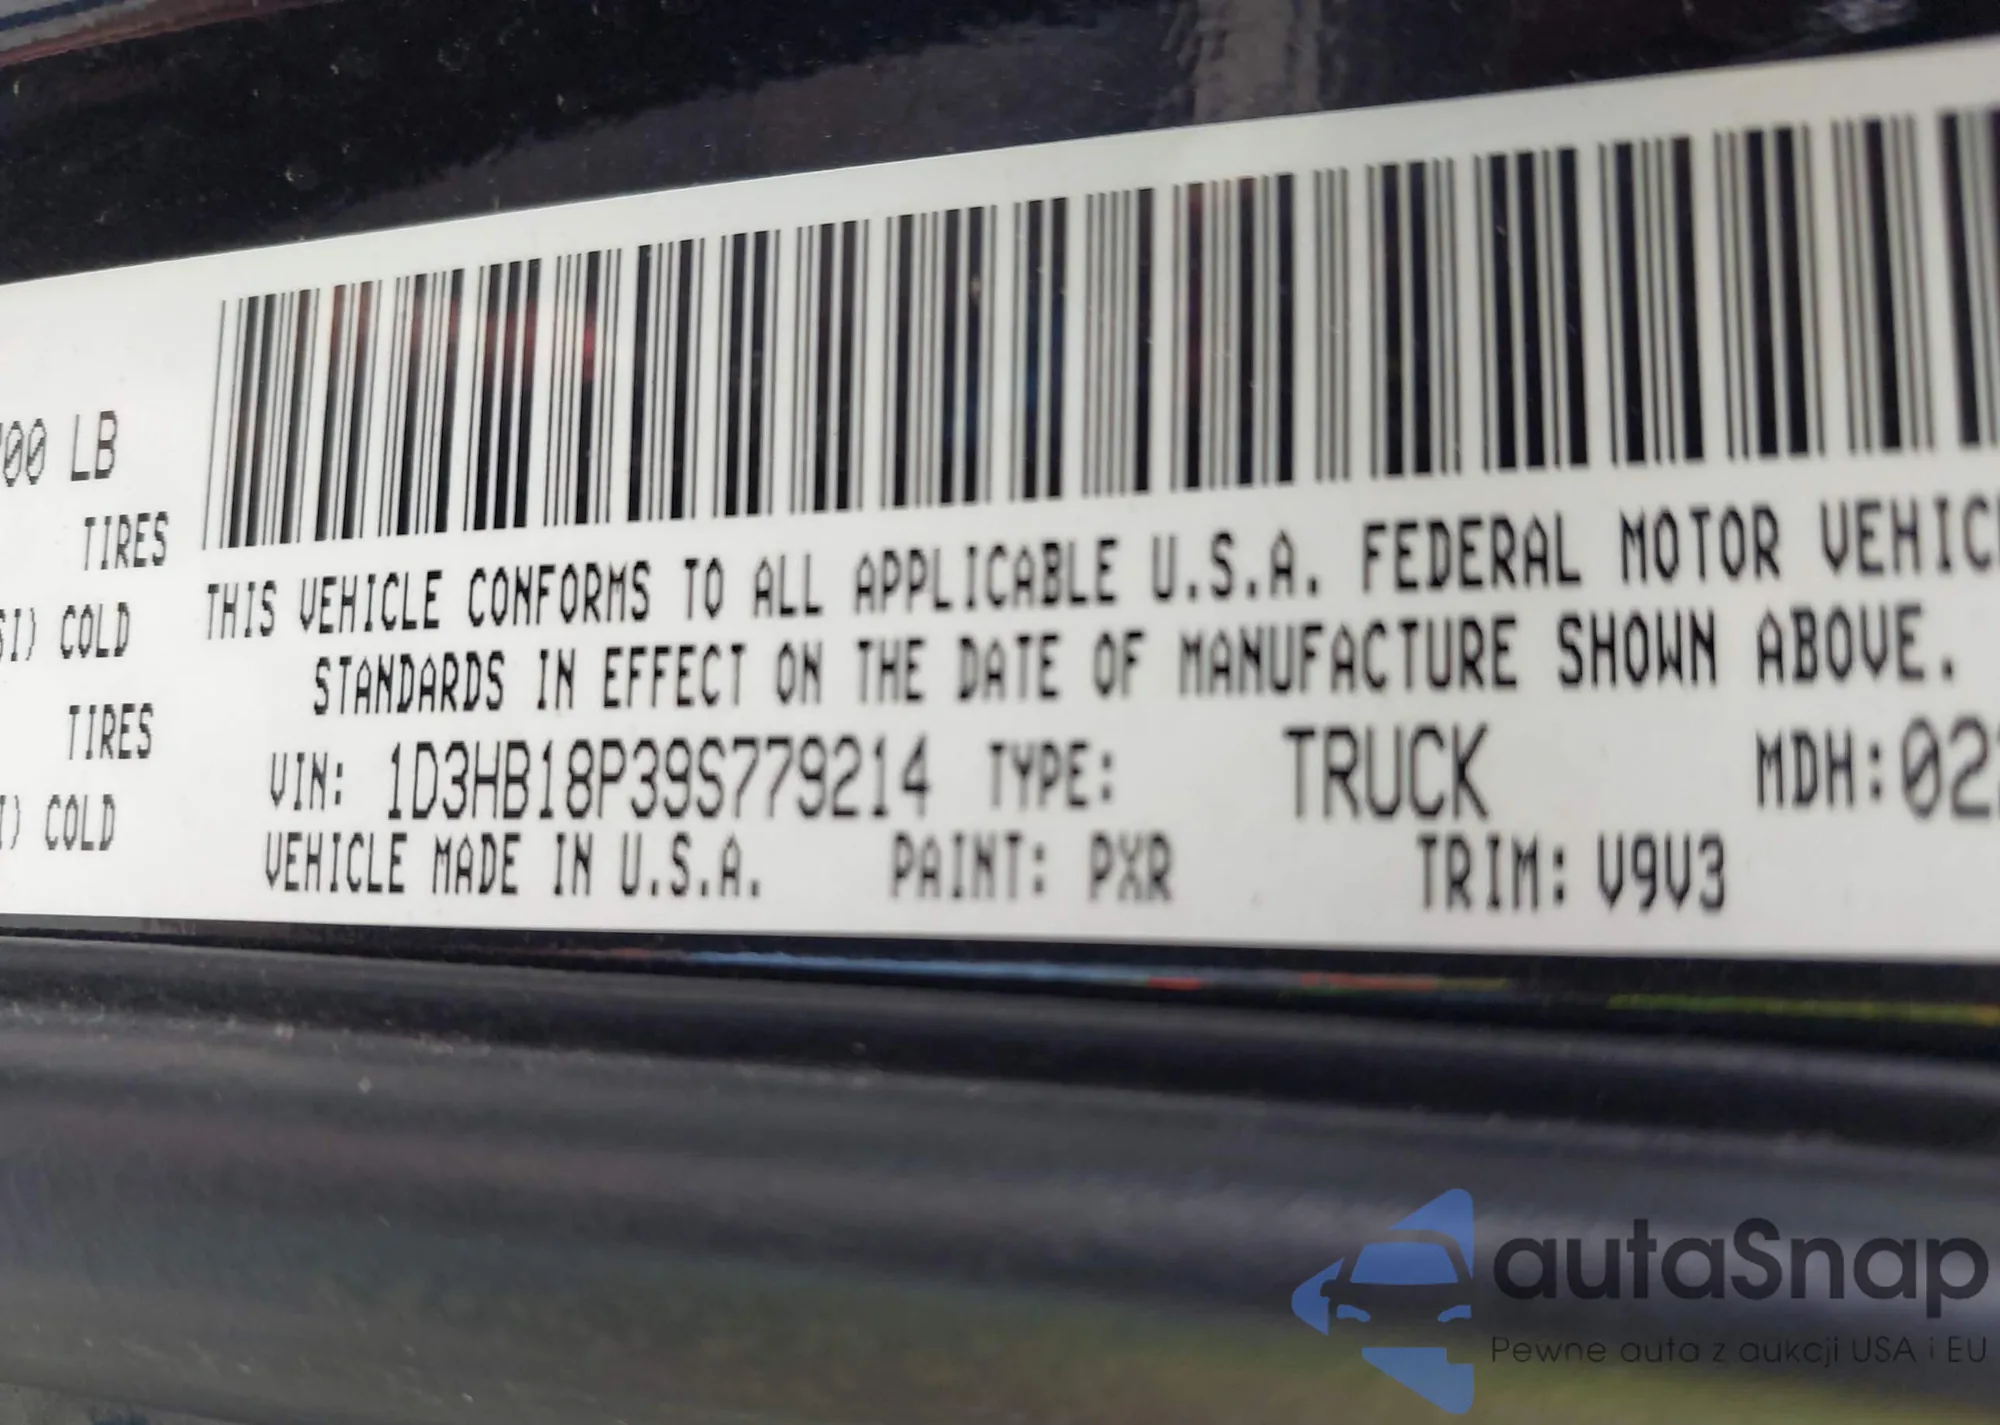 00 LB
TIRES
SI) COLD
TIRES
I) COLD
THIS VEHICLE CONFORMS TO ALL APPLICABLE U.S.A. FEDERAL MOTOR VEHIC
STANDARDS IN EFFECT ON THE DATE OF MANUFACTURE SHOWN ABOVE.
VIN: 1D3HB18P39S779214 TYPE: TRUCK MDH:022
VEHICLE MADE IN U.S.A. PAINT: PXR TRIM: V9V3
autaSnap
Pewne auta z aukcji USA i EU